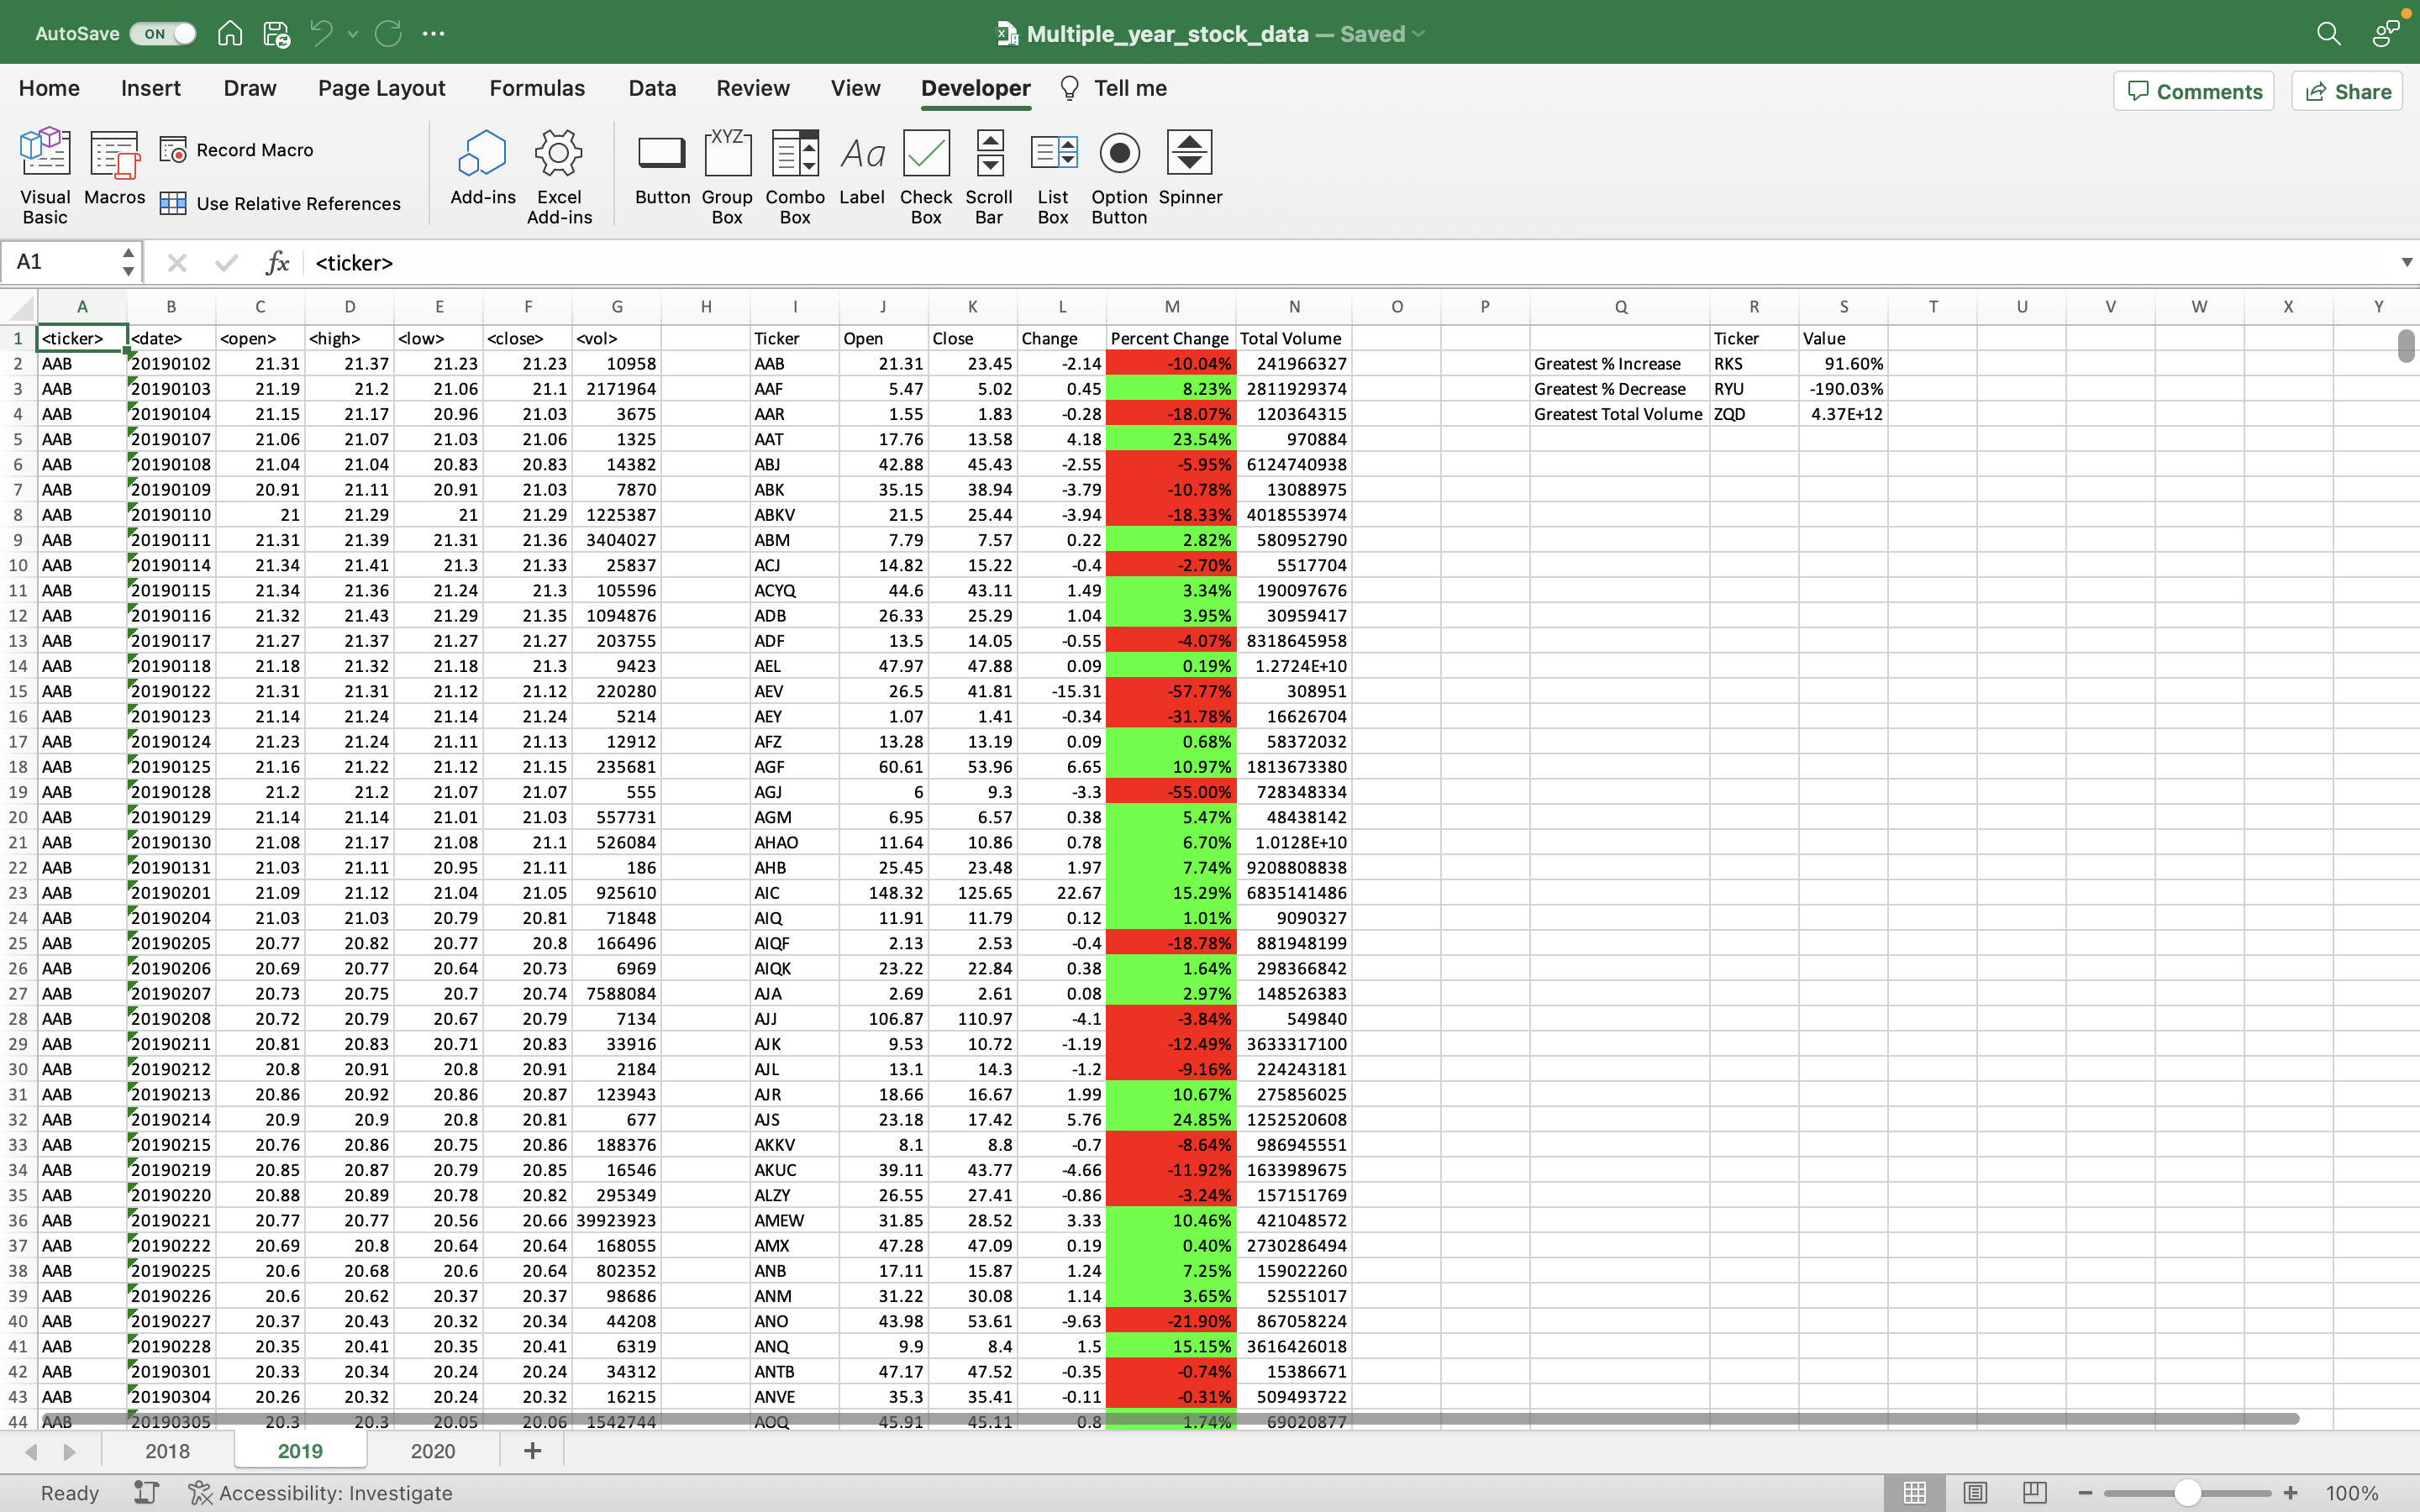 AutoSave ON Multiple_year_stock_data — Saved
Home Insert Draw Page Layout Formulas Data Review View Developer Tell me Comments Share
Visual Basic Macros Record Macro Use Relative References Add-ins Excel Add-ins Button Group Box Combo Box Label Check Box Scroll Bar List Box Option Button Spinner
XYZ Aa
A1 fx <ticker>
A B C D E F G H I J K L M N O P Q R S T U V W X Y
1 <ticker> <date> <open> <high> <low> <close> <vol> Ticker Open Close Change Percent Change Total Volume Ticker Value
2 AAB 20190102 21.31 21.37 21.23 21.23 10958 AAB 21.31 23.45 -2.14 -10.04% 241966327 Greatest % Increase RKS 91.60%
3 AAB 20190103 21.19 21.2 21.06 21.1 2171964 AAF 5.47 5.02 0.45 8.23% 2811929374 Greatest % Decrease RYU -190.03%
4 AAB 20190104 21.15 21.17 20.96 21.03 3675 AAR 1.55 1.83 -0.28 -18.07% 120364315 Greatest Total Volume ZQD 4.37E+12
5 AAB 20190107 21.06 21.07 21.03 21.06 1325 AAT 17.76 13.58 4.18 23.54% 970884
6 AAB 20190108 21.04 21.04 20.83 20.83 14382 ABJ 42.88 45.43 -2.55 -5.95% 6124740938
7 AAB 20190109 20.91 21.11 20.91 21.03 7870 ABK 35.15 38.94 -3.79 -10.78% 13088975
8 AAB 20190110 21 21.29 21 21.29 1225387 ABKV 21.5 25.44 -3.94 -18.33% 4018553974
9 AAB 20190111 21.31 21.39 21.31 21.36 3404027 ABM 7.79 7.57 0.22 2.82% 580952790
10 AAB 20190114 21.34 21.41 21.3 21.33 25837 ACJ 14.82 15.22 -0.4 -2.70% 5517704
11 AAB 20190115 21.34 21.36 21.24 21.3 105596 ACYQ 44.6 43.11 1.49 3.34% 190097676
12 AAB 20190116 21.32 21.43 21.29 21.35 1094876 ADB 26.33 25.29 1.04 3.95% 30959417
13 AAB 20190117 21.27 21.37 21.27 21.27 203755 ADF 13.5 14.05 -0.55 -4.07% 8318645958
14 AAB 20190118 21.18 21.32 21.18 21.3 9423 AEL 47.97 47.88 0.09 0.19% 1.2724E+10
15 AAB 20190122 21.31 21.31 21.12 21.12 220280 AEV 26.5 41.81 -15.31 -57.77% 308951
16 AAB 20190123 21.14 21.24 21.14 21.24 5214 AEY 1.07 1.41 -0.34 -31.78% 16626704
17 AAB 20190124 21.23 21.24 21.11 21.13 12912 AFZ 13.28 13.19 0.09 0.68% 58372032
18 AAB 20190125 21.16 21.22 21.12 21.15 235681 AGF 60.61 53.96 6.65 10.97% 1813673380
19 AAB 20190128 21.2 21.2 21.07 21.07 555 AGJ 6 9.3 -3.3 -55.00% 728348334
20 AAB 20190129 21.14 21.14 21.01 21.03 557731 AGM 6.95 6.57 0.38 5.47% 48438142
21 AAB 20190130 21.08 21.17 21.08 21.1 526084 AHAO 11.64 10.86 0.78 6.70% 1.0128E+10
22 AAB 20190131 21.03 21.11 20.95 21.11 186 AHB 25.45 23.48 1.97 7.74% 9208808838
23 AAB 20190201 21.09 21.12 21.04 21.05 925610 AIC 148.32 125.65 22.67 15.29% 6835141486
24 AAB 20190204 21.03 21.03 20.79 20.81 71848 AIQ 11.91 11.79 0.12 1.01% 9090327
25 AAB 20190205 20.77 20.82 20.77 20.8 166496 AIQF 2.13 2.53 -0.4 -18.78% 881948199
26 AAB 20190206 20.69 20.77 20.64 20.73 6969 AIQK 23.22 22.84 0.38 1.64% 298366842
27 AAB 20190207 20.73 20.75 20.7 20.74 7588084 AJA 2.69 2.61 0.08 2.97% 148526383
28 AAB 20190208 20.72 20.79 20.67 20.79 7134 AJJ 106.87 110.97 -4.1 -3.84% 549840
29 AAB 20190211 20.81 20.83 20.71 20.83 33916 AJK 9.53 10.72 -1.19 -12.49% 3633317100
30 AAB 20190212 20.8 20.91 20.8 20.91 2184 AJL 13.1 14.3 -1.2 -9.16% 224243181
31 AAB 20190213 20.86 20.92 20.86 20.87 123943 AJR 18.66 16.67 1.99 10.67% 275856025
32 AAB 20190214 20.9 20.9 20.8 20.81 677 AJS 23.18 17.42 5.76 24.85% 1252520608
33 AAB 20190215 20.76 20.86 20.75 20.86 188376 AKKV 8.1 8.8 -0.7 -8.64% 986945551
34 AAB 20190219 20.85 20.87 20.79 20.85 16546 AKUC 39.11 43.77 -4.66 -11.92% 1633989675
35 AAB 20190220 20.88 20.89 20.78 20.82 295349 ALZY 26.55 27.41 -0.86 -3.24% 157151769
36 AAB 20190221 20.77 20.77 20.56 20.66 39923923 AMEW 31.85 28.52 3.33 10.46% 421048572
37 AAB 20190222 20.69 20.8 20.64 20.64 168055 AMX 47.28 47.09 0.19 0.40% 2730286494
38 AAB 20190225 20.6 20.68 20.6 20.64 802352 ANB 17.11 15.87 1.24 7.25% 159022260
39 AAB 20190226 20.6 20.62 20.37 20.37 98686 ANM 31.22 30.08 1.14 3.65% 52551017
40 AAB 20190227 20.37 20.43 20.32 20.34 44208 ANO 43.98 53.61 -9.63 -21.90% 867058224
41 AAB 20190228 20.35 20.41 20.35 20.41 6319 ANQ 9.9 8.4 1.5 15.15% 3616426018
42 AAB 20190301 20.33 20.34 20.24 20.24 34312 ANTB 47.17 47.52 -0.35 -0.74% 15386671
43 AAB 20190304 20.26 20.32 20.24 20.32 16215 ANVE 35.3 35.41 -0.11 -0.31% 509493722
44 AAB 20190305 20.3 20.3 20.05 20.06 1542744 AOQ 45.91 45.11 0.8 1.74% 69020877
2018 2019 2020
Ready Accessibility: Investigate 100%